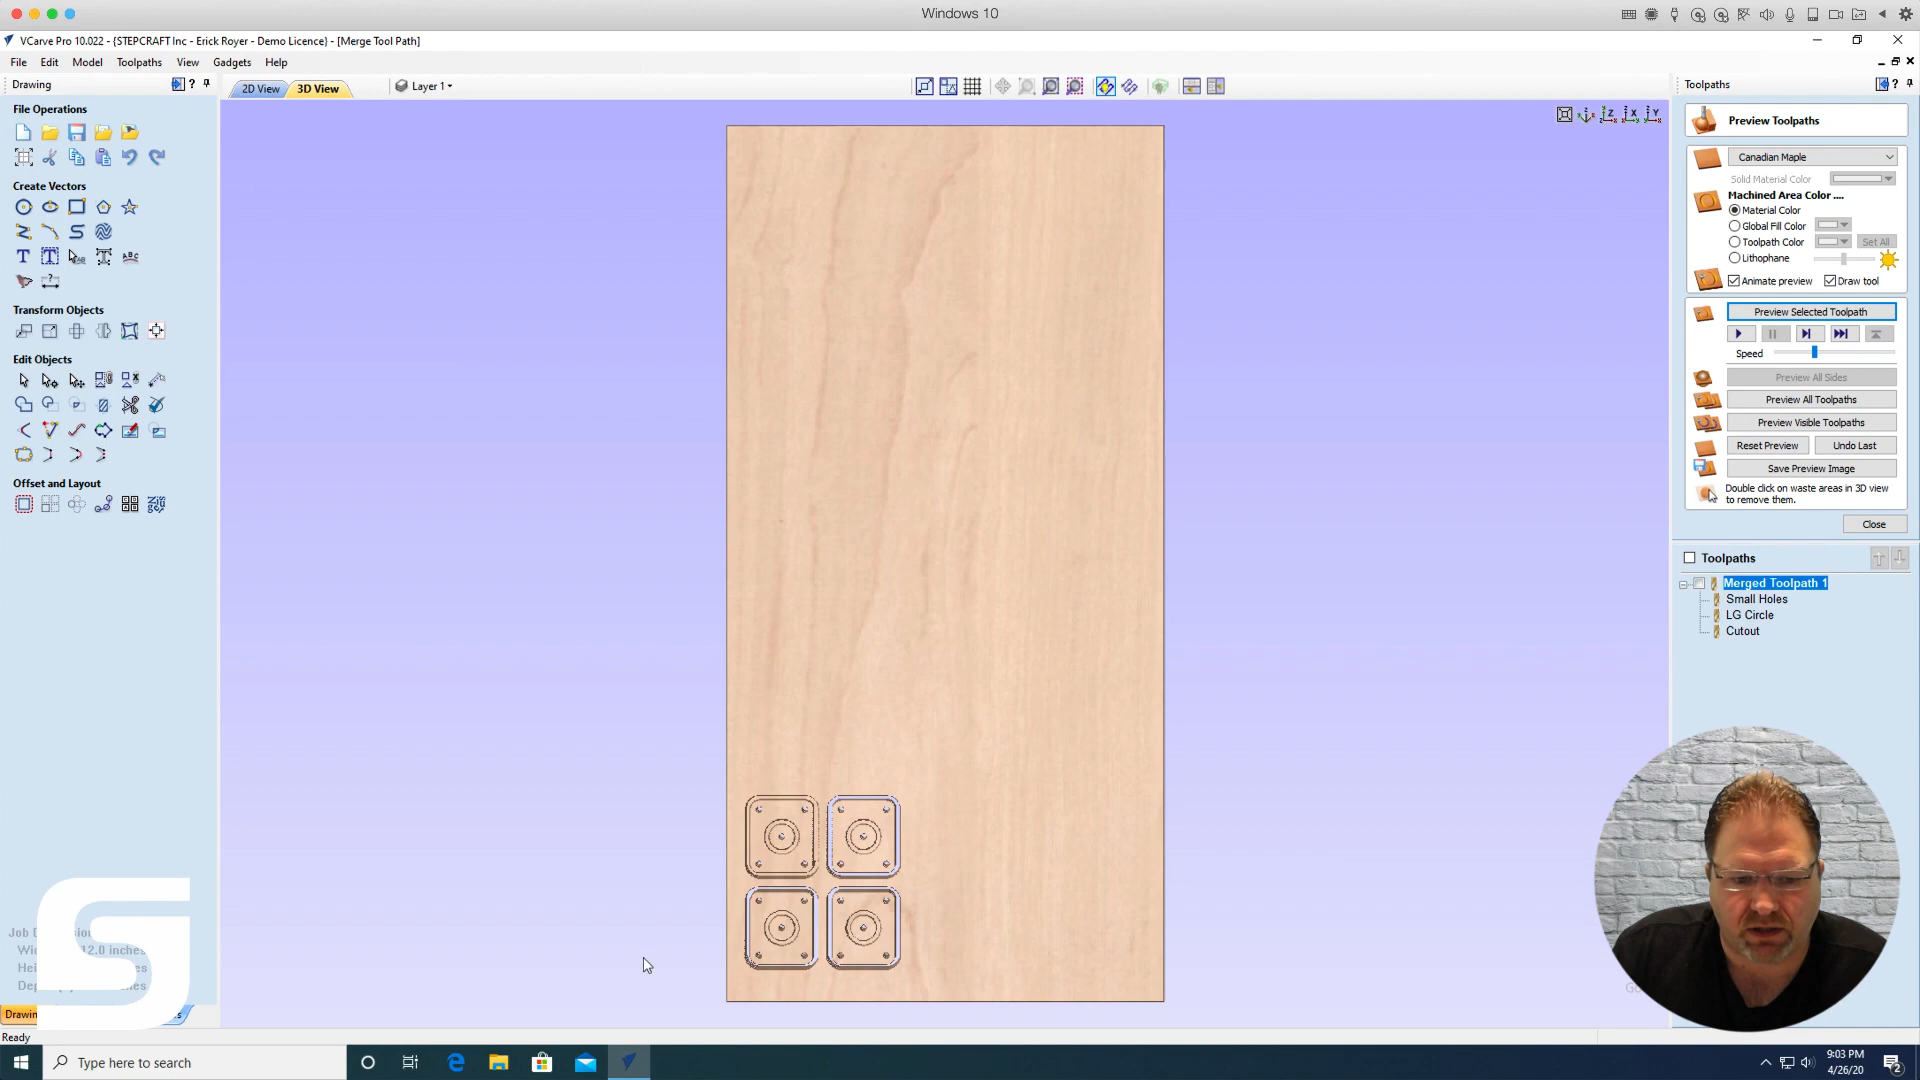 Windows 10
VCarve Pro 10.022 - {STEPCRAFT Inc - Erick Royer - Demo Licence} - [Merge Tool Path]
File Edit Model Toolpaths View Gadgets Help
Drawing
2D View
3D View
Layer 1
Toolpaths
File Operations
Create Vectors
Transform Objects
Edit Objects
Offset and Layout
Preview Toolpaths
Canadian Maple
Solid Material Color
Machined Area Color ....
Material Color
Global Fill Color
Toolpath Color
Set All
Lithophane
Animate preview
Draw tool
Preview Selected Toolpath
Speed
Preview All Sides
Preview All Toolpaths
Preview Visible Toolpaths
Reset Preview
Undo Last
Save Preview Image
Double click on waste areas in 3D view
to remove them.
Close
Toolpaths
Merged Toolpath 1
Small Holes
LG Circle
Cutout
Job
12.0 inches
Drawin
Ready
Type here to search
9:03 PM
4/26/20
2